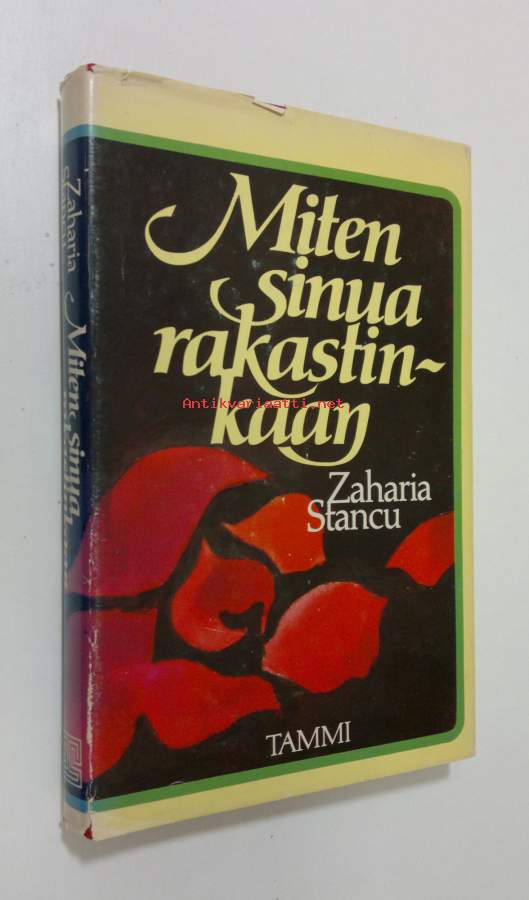 Miten
sinua
rakastin-
kaan
Antikvariaatti.net
Zaharia
Stancu
TAMMI
Zaharia
Miten sinua